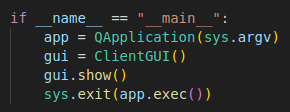 if __name__ == "__main__":
    app = QApplication(sys.argv)
    gui = ClientGUI()
    gui.show()
    sys.exit(app.exec())